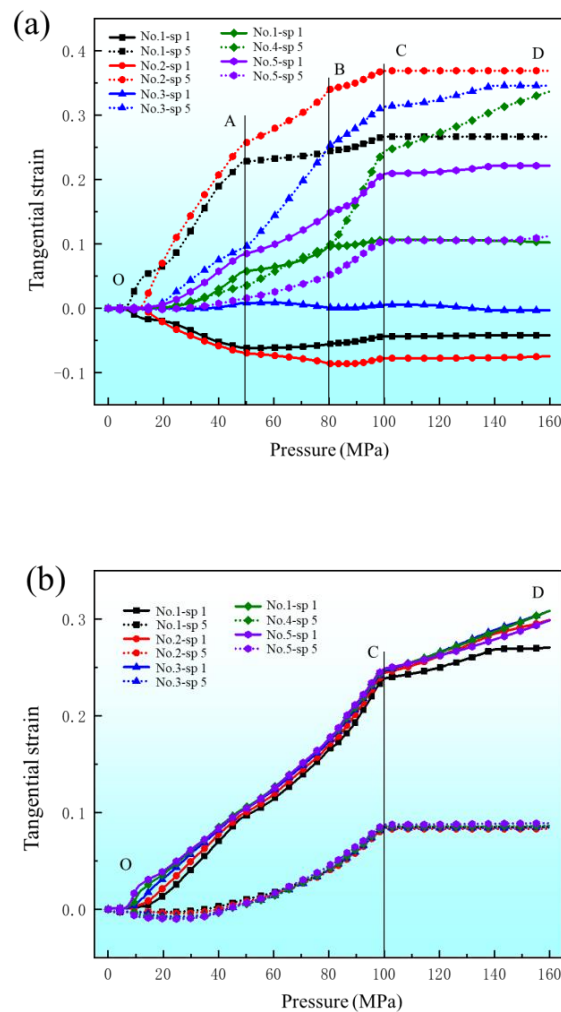 (a)
No.1-sp 1
No.1-sp 5
No.2-sp 1
No.2-sp 5
No.3-sp 1
No.3-sp 5
No.1-sp 1
No.4-sp 5
No.5-sp 1
No.5-sp 5
O
A
B
C
D
0.4
0.3
0.2
0.1
0.0
−0.1
Tangential strain
0 20 40 60 80 100 120 140 160
Pressure (MPa)
(b)
No.1-sp 1
No.1-sp 5
No.2-sp 1
No.2-sp 5
No.3-sp 1
No.3-sp 5
No.1-sp 1
No.4-sp 5
No.5-sp 1
No.5-sp 5
O
C
D
0.3
0.2
0.1
0.0
Tangential strain
0 20 40 60 80 100 120 140 160
Pressure (MPa)